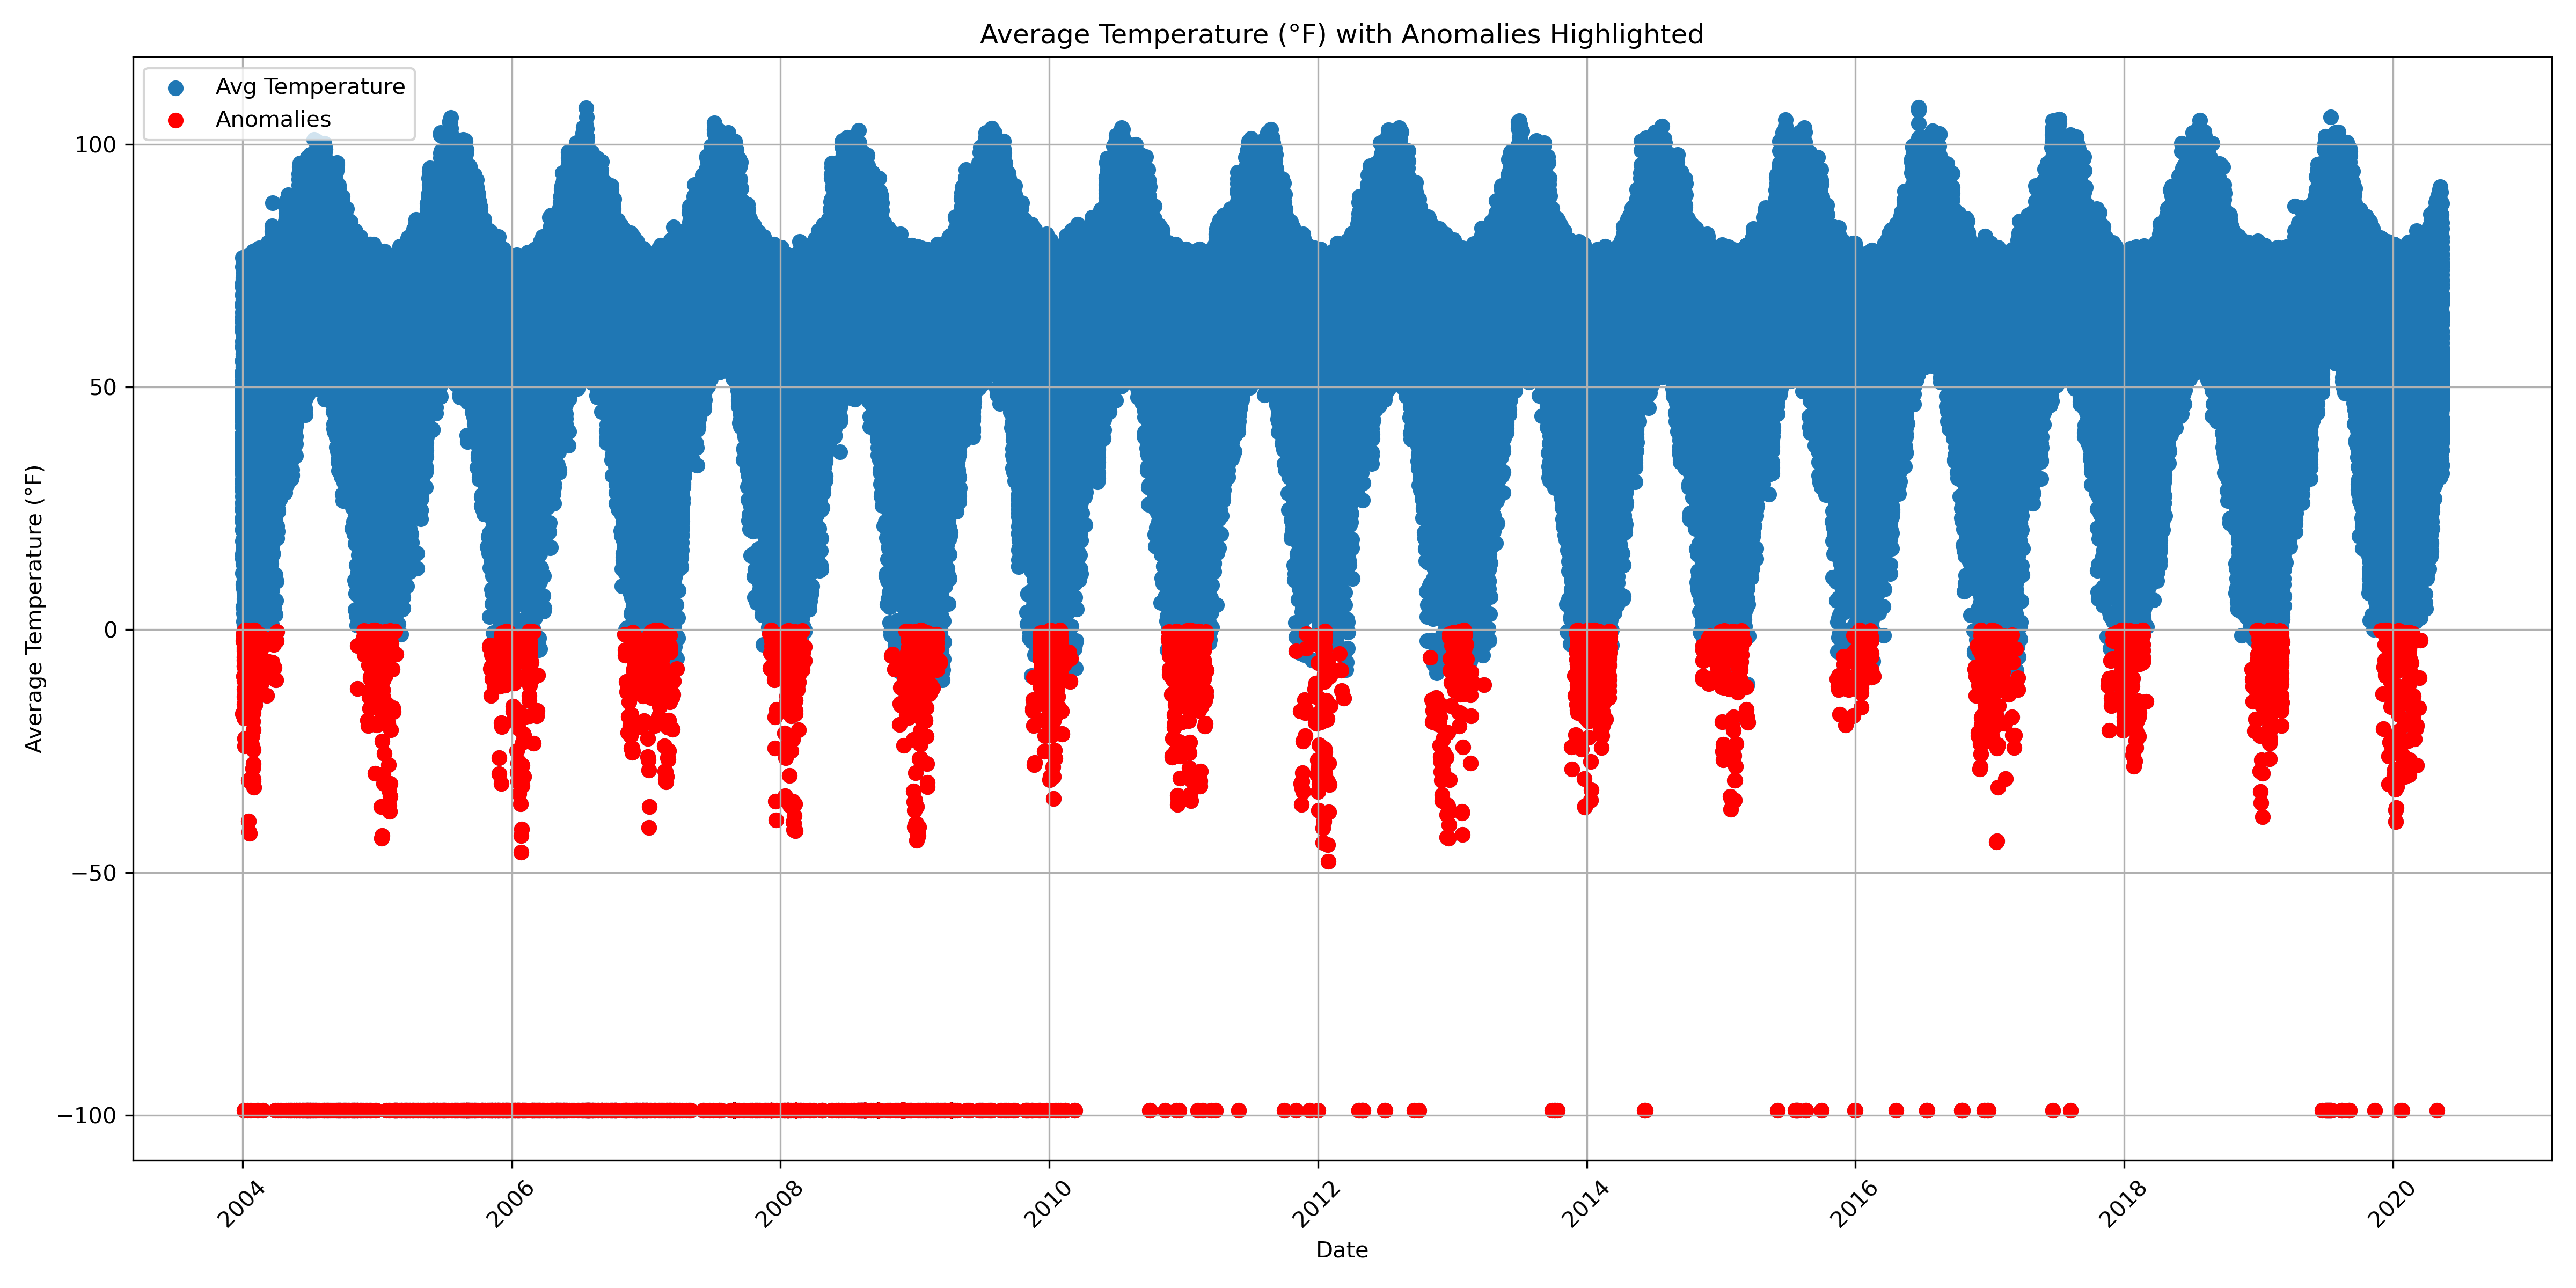 Average Temperature (°F) with Anomalies Highlighted
Avg Temperature
Anomalies
100
50
0
−50
−100
Average Temperature (°F)
2004
2006
2008
2010
2012
2014
2016
2018
2020
Date